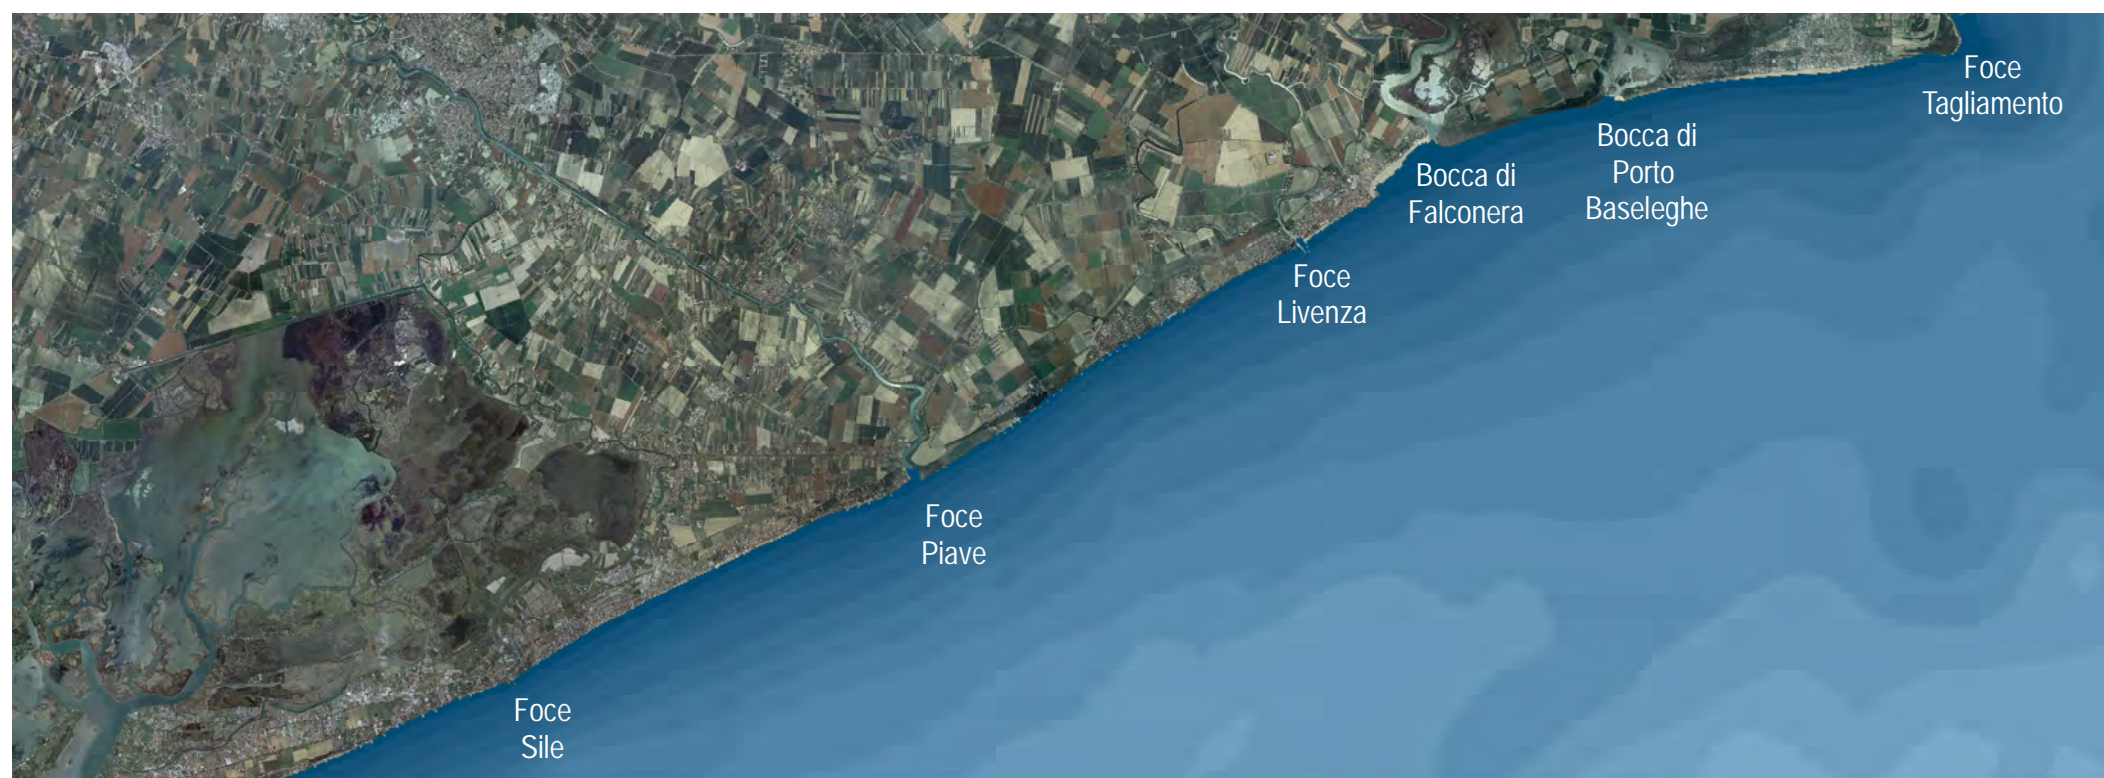 Foce
Tagliamento
Bocca di
Porto
Baseleghe
Bocca di
Falconera
Foce
Livenza
Foce
Piave
Foce
Sile